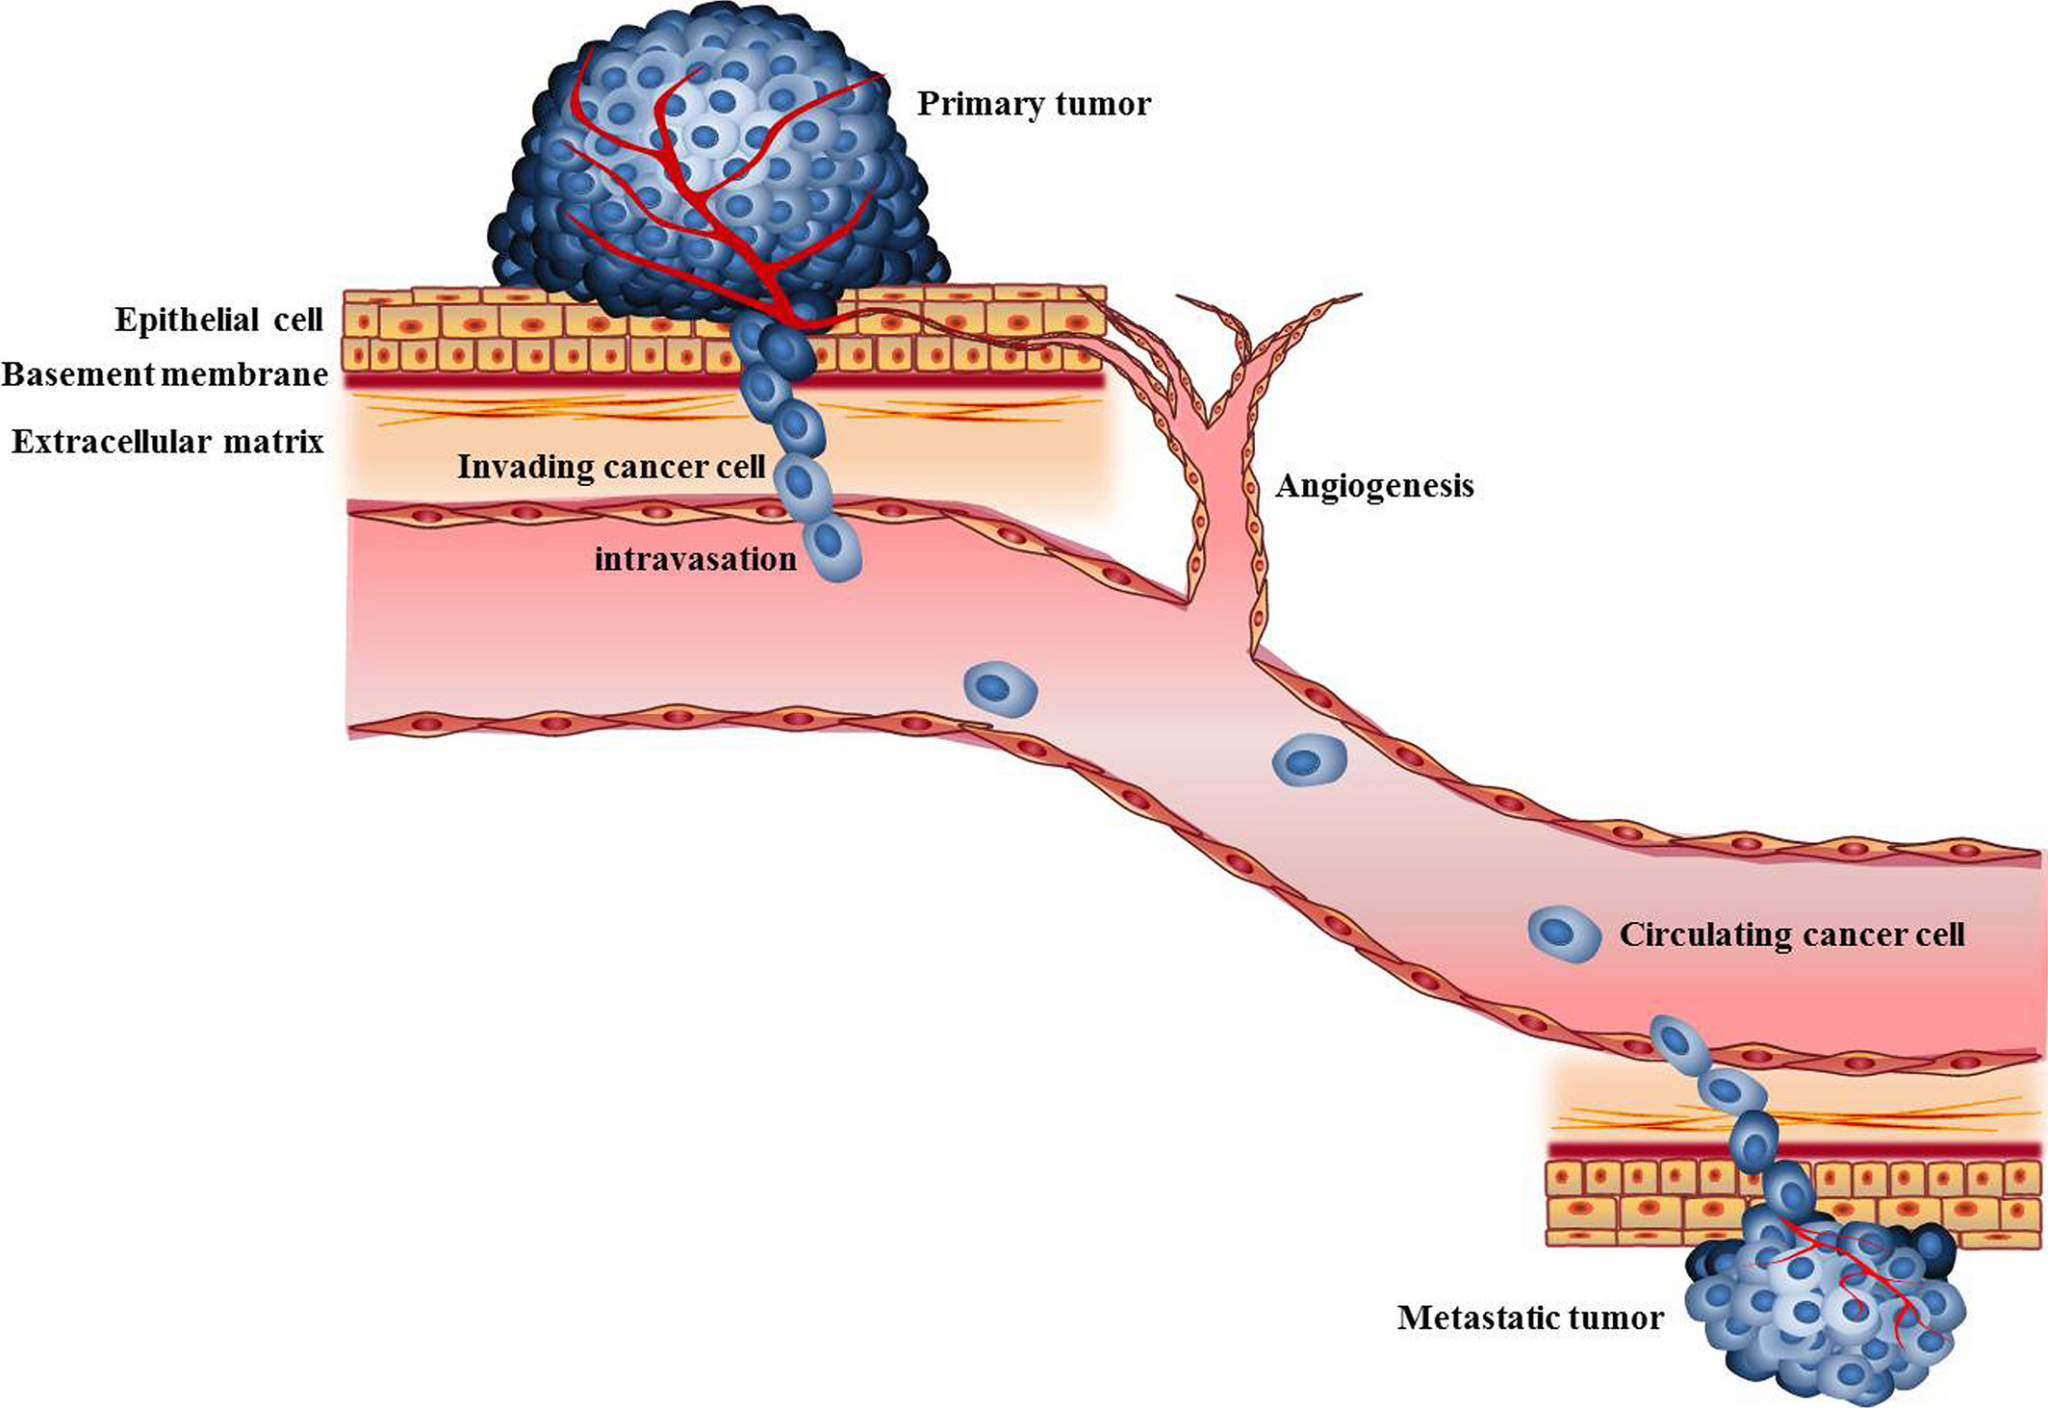 Primary tumor
Epithelial cell
Basement membrane
Extracellular matrix
Invading cancer cell
Angiogenesis
intravasation
Circulating cancer cell
Metastatic tumor